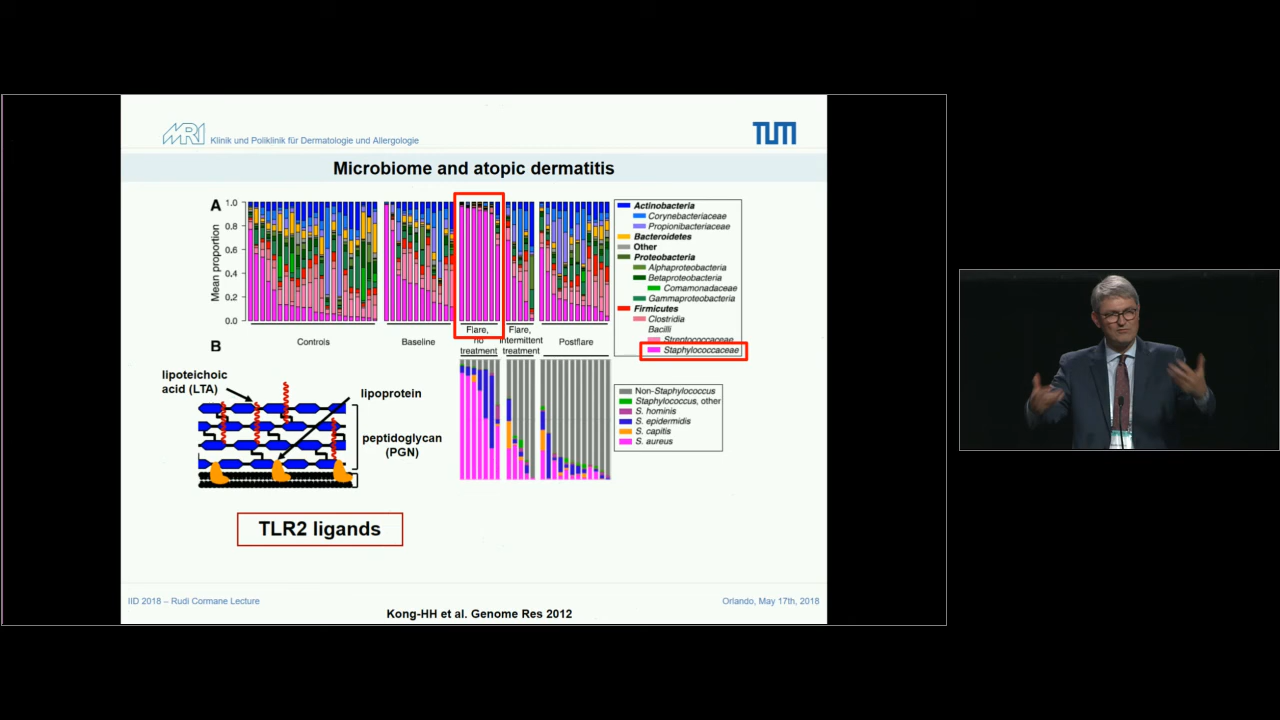 MRI Klinik und Poliklinik für Dermatologie und Allergologie
TUM
Microbiome and atopic dermatitis
A
Mean proportion
1.0
0.8
0.6
0.4
0.2
0.0
Controls
Baseline
Flare, no treatment
Flare, intermittent treatment
Postflare
Actinobacteria
Corynebacteriaceae
Propionibacteriaceae
Bacteroidetes
Other
Proteobacteria
Alphaproteobacteria
Betaproteobacteria
Comamonadaceae
Gammaproteobacteria
Firmicutes
Clostridia
Bacilli
Streptococcaceae
Staphylococcaceae
B
lipoteichoic
acid (LTA)
lipoprotein
peptidoglycan
(PGN)
Non-Staphylococcus
Staphylococcus, other
S. hominis
S. epidermidis
S. capitis
S. aureus
TLR2 ligands
IID 2018 – Rudi Cormane Lecture
Orlando, May 17th, 2018
Kong-HH et al. Genome Res 2012